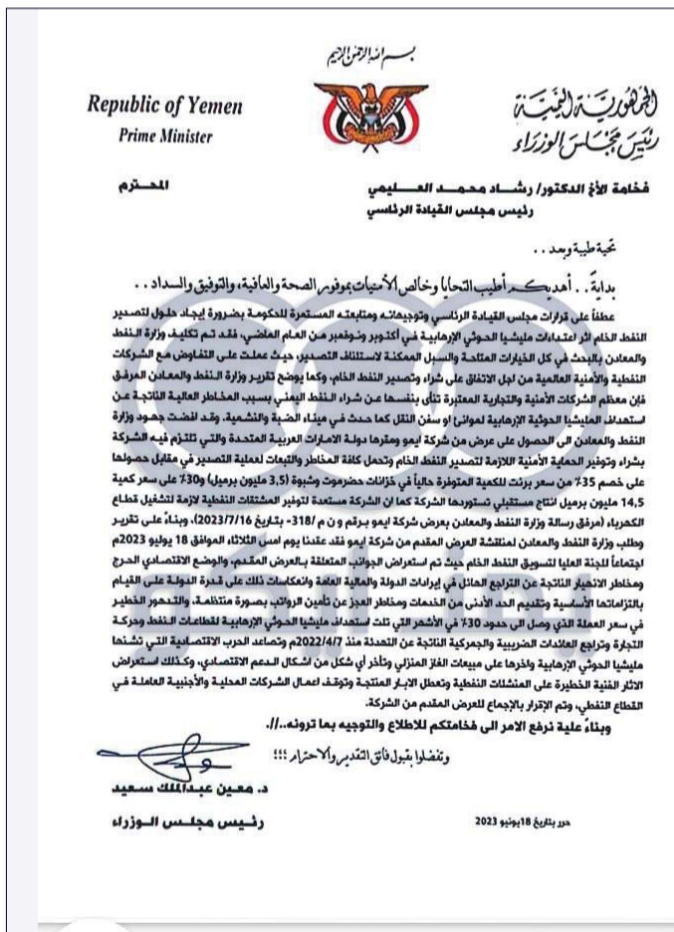 بسم الله الرحمن الرحيم
الجمهورية اليمنية
رئيس مجلس الوزراء
Republic of Yemen
Prime Minister
فخامة الأخ الدكتور/ رشاد محمد العليمي المحترم
رئيس مجلس القيادة الرئاسي
تحية طيبة وبعد . .
بداية . . أهديكم أطيب التحايا وخالص الأمنيات بموفور الصحة والعافية، والتوفيق والسداد . .
عطفاً على قرارات مجلس القيادة الرئاسي وتوجيهاته ومتابعته المستمرة للحكومة بضرورة إيجاد حلول لتصدير
النفط الخام اثر اعتداءات مليشيا الحوثي الإرهابية في أكتوبر ونوفمبر من العام الماضي، فقد تم تكليف وزارة النفط
والمعادن بالبحث في كل الخيارات المتاحة والسبل الممكنة لاستئناف التصدير، حيث عملت على التفاوض مع الشركات
النفطية والأمنية العالمية من اجل الاتفاق على شراء وتصدير النفط الخام، وكما يوضح تقرير وزارة النفط والمعادن المرفق
فإن معظم الشركات الأمنية والتجارية المعتبرة تنأى بنفسها عن شراء النفط اليمني بسبب المخاطر العالية الناتجة عن
استهداف المليشيا الحوثية الإرهابية لموانئ او سفن النقل كما حدث في ميناء الضبة والنشيمة. وقد افضت جهود وزارة
النفط والمعادن الى الحصول على عرض من شركة ايمو ومقرها دولة الامارات العربية المتحدة والتي تلتزم فيه الشركة
بشراء وتوفير الحماية الأمنية اللازمة لتصدير النفط الخام وتحمل كافة المخاطر والتبعات لعملية التصدير في مقابل حصولها
على خصم 35٪ من سعر برنت للكمية المتوفرة حالياً في خزانات حضرموت وشبوة (3,5 مليون برميل) و30٪ على سعر كمية
14,5 مليون برميل انتاج مستقبلي تستوردها الشركة كما ان الشركة مستعدة لتوفير المشتقات النفطية لازمة لتشغيل قطاع
الكهرباء (مرفق رسالة وزارة النفط والمعادن بعرض شركة ايمو برقم و ن م /318- بتاريخ 2023/7/16)، وبناءً على تقرير
وطلب وزارة النفط والمعادن لمناقشة العرض المقدم من شركة ايمو فقد عقدنا يوم امس الثلاثاء الموافق 18 يوليو 2023م
اجتماعاً للجنة العليا لتسويق النفط الخام حيث تم استعراض الجوانب المتعلقة بالعرض المقدم، والوضع الاقتصادي الحرج
ومخاطر الانهيار الناتجة عن التراجع الهائل في إيرادات الدولة والمالية العامة وانعكاسات ذلك على قدرة الدولة على القيام
بالتزاماتها الأساسية وتقديم الحد الأدنى من الخدمات ومخاطر العجز عن تأمين الرواتب بصورة منتظمة، والتدهور الخطير
في سعر العملة الذي وصل الى حدود 30٪ في الأشهر التي تلت استهداف مليشيا الحوثي الإرهابية لقطاعات النفط وحركة
التجارة وتراجع العائدات الضريبية والجمركية الناتجة عن التهدئة منذ 2022/4/7م وتصاعد الحرب الاقتصادية التي تشنها
مليشيا الحوثي الإرهابية واخرها على مبيعات الغاز المنزلي وتأخر أي شكل من اشكال الدعم الاقتصادي، وكذلك استعراض
الاثار الفنية الخطيرة على المنشئات النفطية وتعطل الابار المنتجة وتوقف اعمال الشركات المحلية والأجنبية العاملة في
القطاع النفطي، وتم الإقرار بالإجماع للعرض المقدم من الشركة.
وبناءً علية نرفع الامر الى فخامتكم للاطلاع والتوجيه بما ترونه..//.
وتفضلوا بقبول فائق التقدير والاحترام !!!
د. معين عبدالملك سعيد
رئيس مجلس الوزراء
حرر بتاريخ 18يونيو 2023